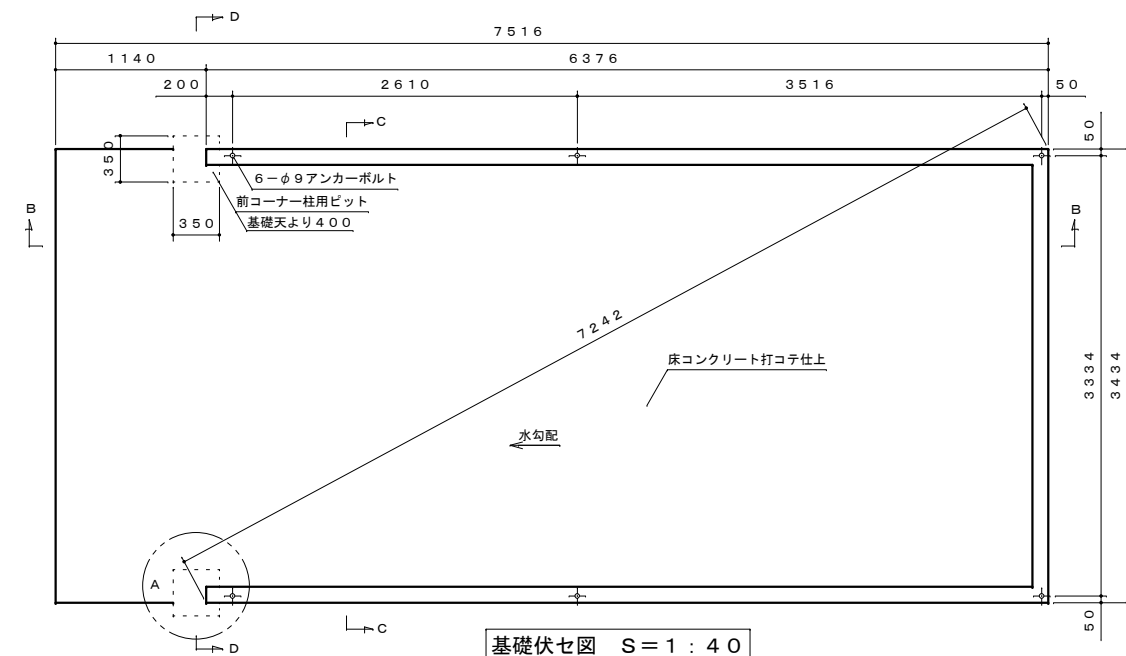 D
7516
1140
6376
200
2610
3516
50
C
50
350
6－φ9アンカーボルト
前コーナー柱用ピット
基礎天より400
350
B
B
7242
床コンクリート打コテ仕上
3334
3434
水勾配
A
50
C
D
基礎伏セ図　S＝1：40